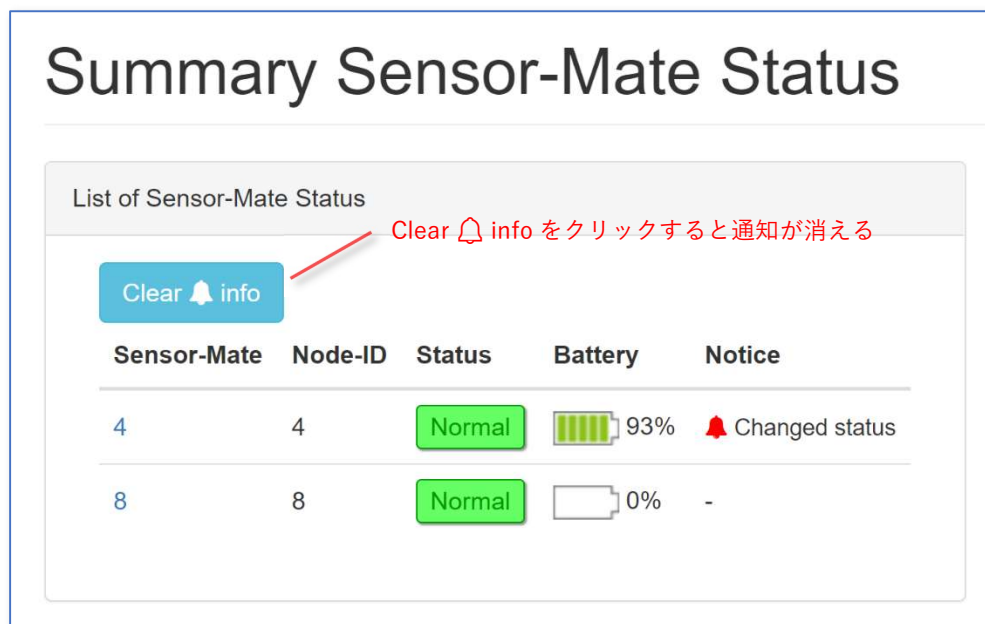 Summary Sensor-Mate Status
List of Sensor-Mate Status
Clear 🔔 info をクリックすると通知が消える
Clear 🔔 info
Sensor-Mate Node-ID Status Battery Notice
4 4 Normal 93% 🔔 Changed status
8 8 Normal 0% -